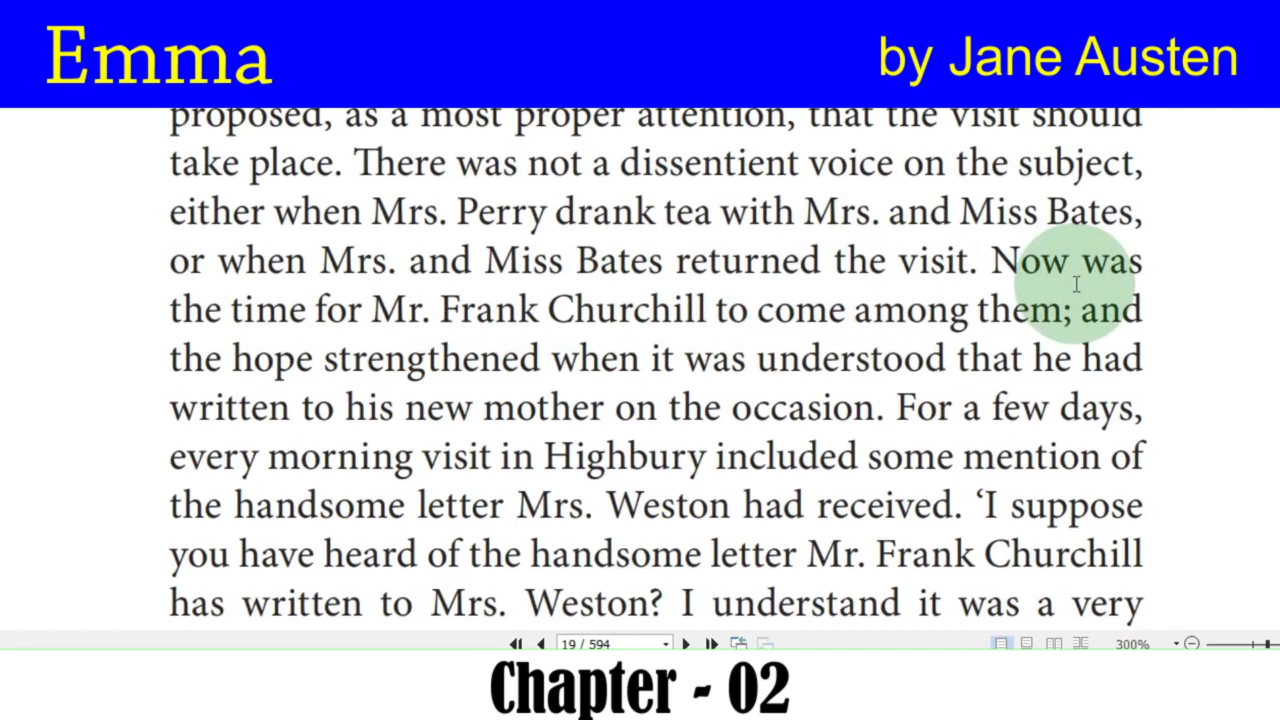 Emma
by Jane Austen
proposed, as a most proper attention, that the visit should
take place. There was not a dissentient voice on the subject,
either when Mrs. Perry drank tea with Mrs. and Miss Bates,
or when Mrs. and Miss Bates returned the visit. Now was
the time for Mr. Frank Churchill to come among them; and
the hope strengthened when it was understood that he had
written to his new mother on the occasion. For a few days,
every morning visit in Highbury included some mention of
the handsome letter Mrs. Weston had received. ‘I suppose
you have heard of the handsome letter Mr. Frank Churchill
has written to Mrs. Weston? I understand it was a very
19 / 594
300%
Chapter - 02